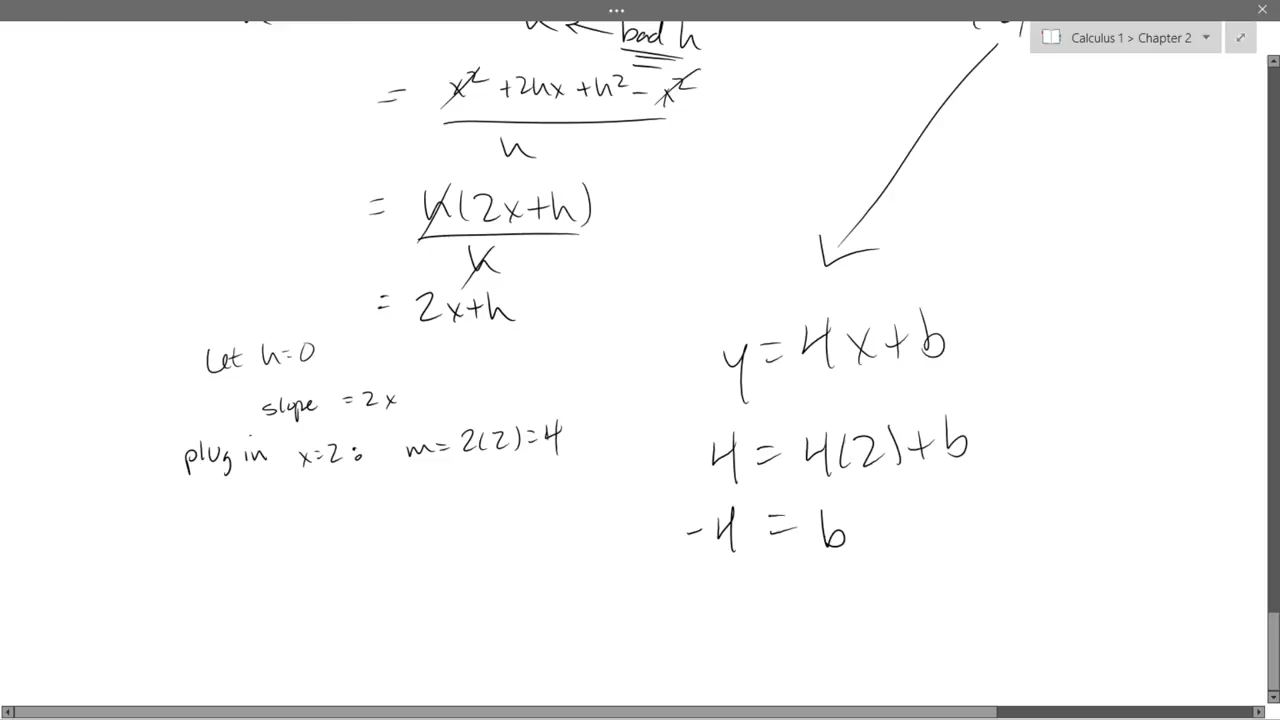 Calculus 1 > Chapter 2
← bad h
= x² + 2hx + h² - x²
h
= h(2x+h)
h
= 2x+h
Let h=0
slope = 2x
plug in x=2: m= 2(2)=4
y = 4x+b
4 = 4(2)+b
-4 = b